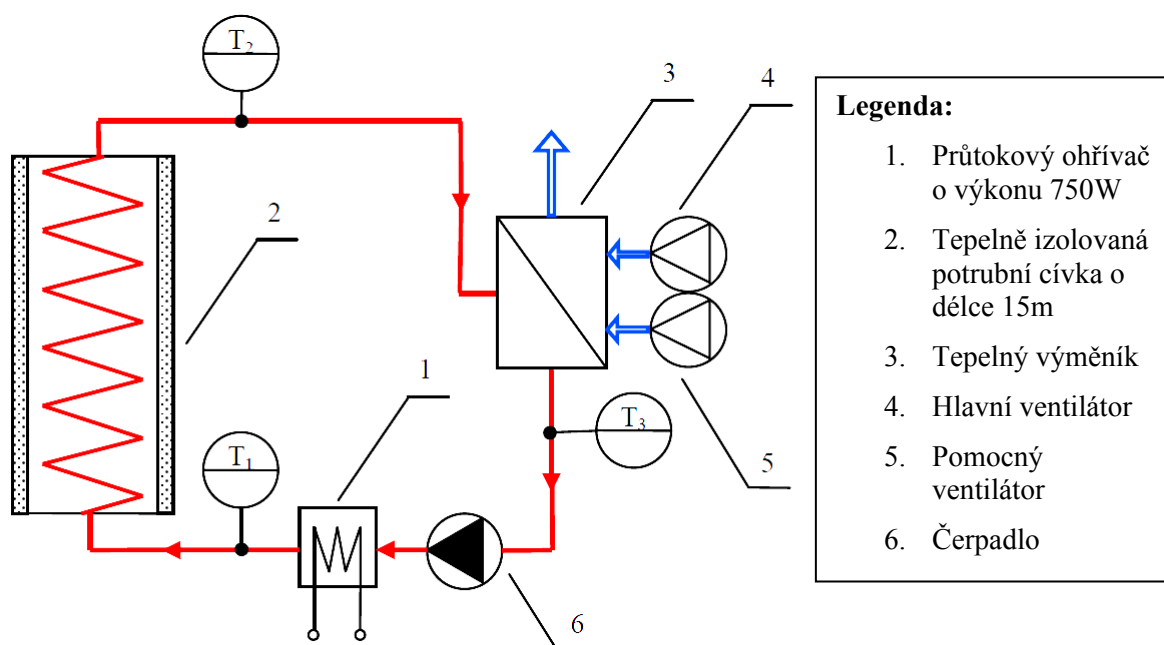 T2
3
4
2
1
T1
T3
5
6
Legenda:
1. Průtokový ohřívač
o výkonu 750W
2. Tepelně izolovaná
potrubní cívka o
délce 15m
3. Tepelný výměník
4. Hlavní ventilátor
5. Pomocný
ventilátor
6. Čerpadlo